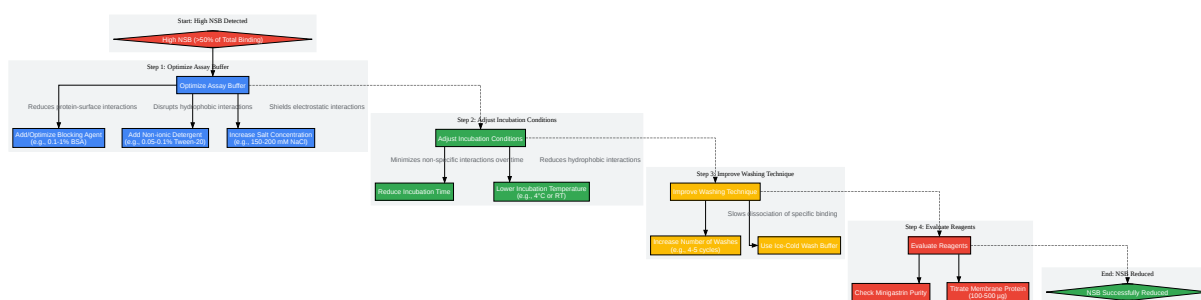 Start: High NSB Detected
High NSB (>50% of Total Binding)
Step 1: Optimize Assay Buffer
Optimize Assay Buffer
Reduces protein-surface interactions
Disrupts hydrophobic interactions
Shields electrostatic interactions
Add/Optimize Blocking Agent
(e.g., 0.1-1% BSA)
Add Non-ionic Detergent
(e.g., 0.05-0.1% Tween-20)
Increase Salt Concentration
(e.g., 150-200 mM NaCl)
Step 2: Adjust Incubation Conditions
Adjust Incubation Conditions
Minimizes non-specific interactions over time
Reduces hydrophobic interactions
Reduce Incubation Time
Lower Incubation Temperature
(e.g., 4°C or RT)
Step 3: Improve Washing Technique
Improve Washing Technique
Slows dissociation of specific binding
Increase Number of Washes
(e.g., 4-5 cycles)
Use Ice-Cold Wash Buffer
Step 4: Evaluate Reagents
Evaluate Reagents
Check Minigastrin Purity
Titrate Membrane Protein
(100-500 µg)
End: NSB Reduced
NSB Successfully Reduced